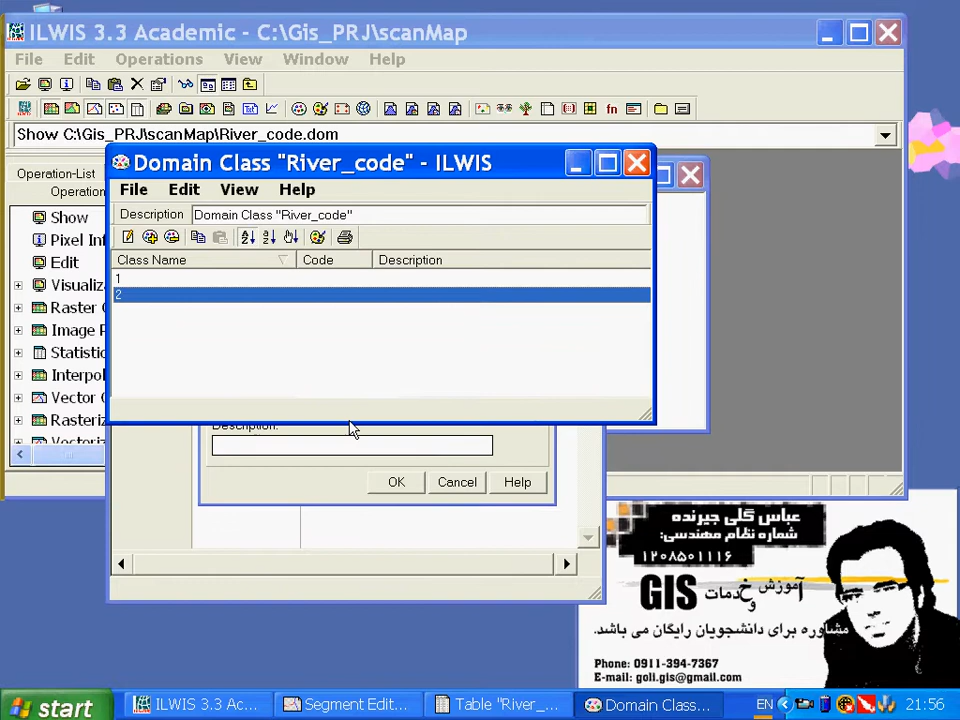 ILWIS 3.3 Academic - C:\Gis_PRJ\scanMap
File Edit Operations View Window Help
Show C:\Gis_PRJ\scanMap\River_code.dom
Operation-List
Operation
Show
Pixel Inf
Edit
Visualiza
Raster C
Image P
Statistic
Interpol
Vector C
Rasteriz
Vectoriz
Domain Class "River_code" - ILWIS
File Edit View Help
Description Domain Class "River_code"
Class Name Code Description
1
2
Description:
OK Cancel Help
عباس گلی جیرنده
شماره نظام مهندسی:
۱۲۰۸۵۰۱۱۱۶
آموزش و خدمات GIS
مشاوره برای دانشجویان رایگان می باشد.
Phone: 0911-394-7367
E-mail: goli.gis@gmail.com
start ILWIS 3.3 Ac... Segment Edit... Table "River_... Domain Class... EN 21:56